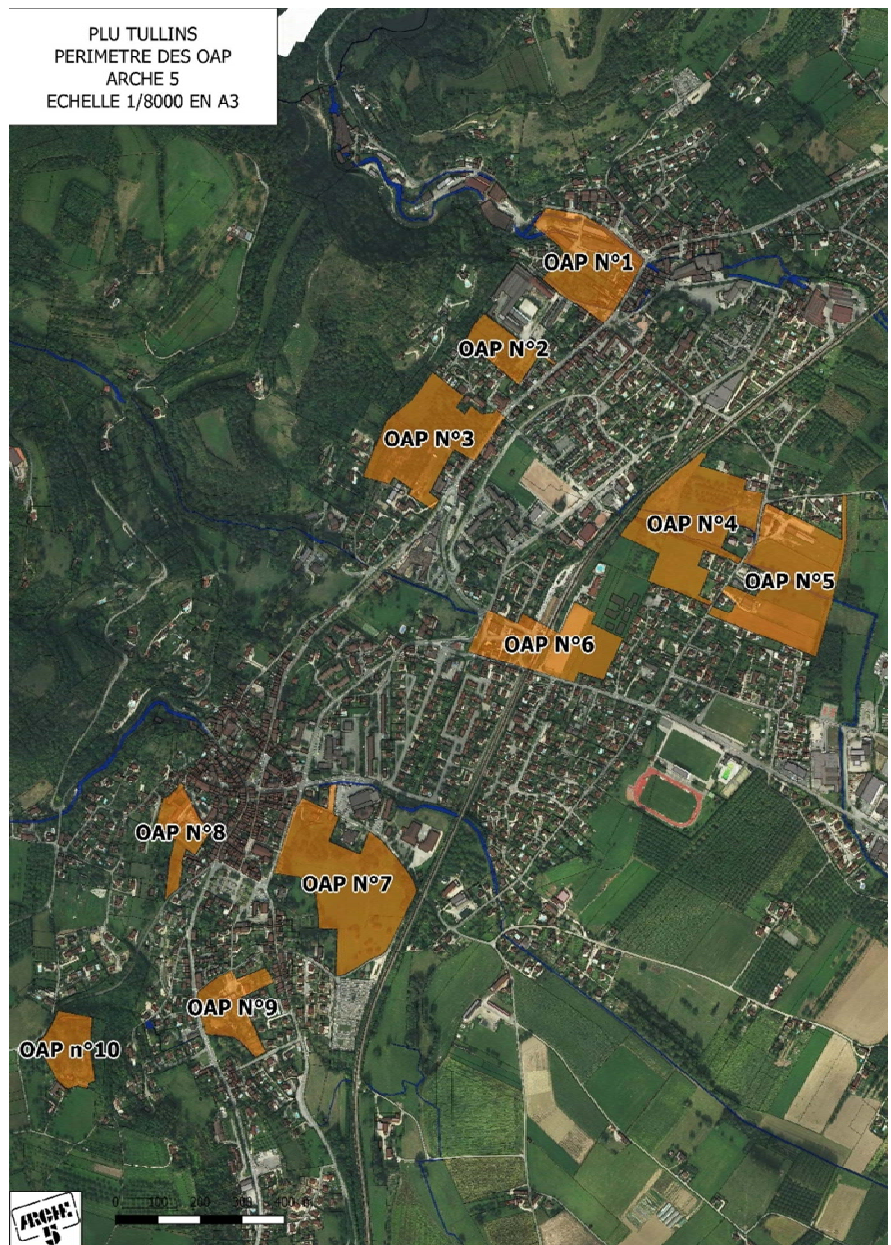 PLU TULLINS
PERIMETRE DES OAP
ARCHE 5
ECHELLE 1/8000 EN A3
OAP N°1
OAP N°2
OAP N°3
OAP N°4
OAP N°5
OAP N°6
OAP N°8
OAP N°7
OAP N°9
OAP n°10
0 100 200 300 400 m
ARCHE
5